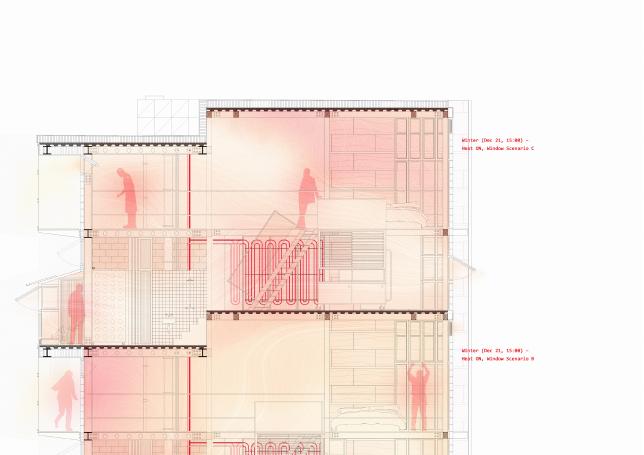 Winter (Dec 21, 15:00) -
Heat ON, Window Scenario C
Winter (Dec 21, 15:00) -
Heat ON, Window Scenario B